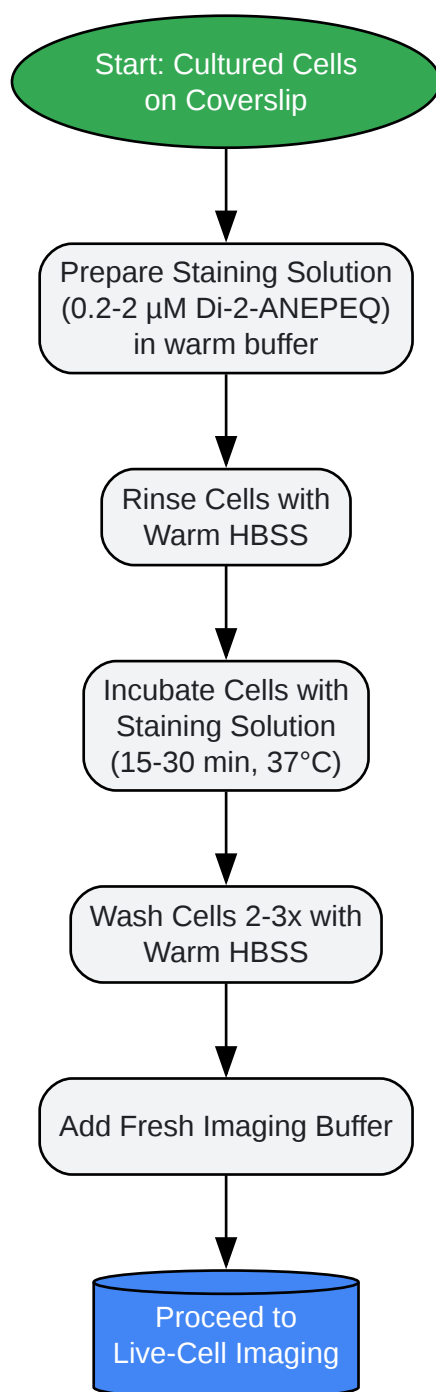 Start: Cultured Cells
on Coverslip
Prepare Staining Solution
(0.2-2 µM Di-2-ANEPEQ)
in warm buffer
Rinse Cells with
Warm HBSS
Incubate Cells with
Staining Solution
(15-30 min, 37°C)
Wash Cells 2-3x with
Warm HBSS
Add Fresh Imaging Buffer
Proceed to
Live-Cell Imaging